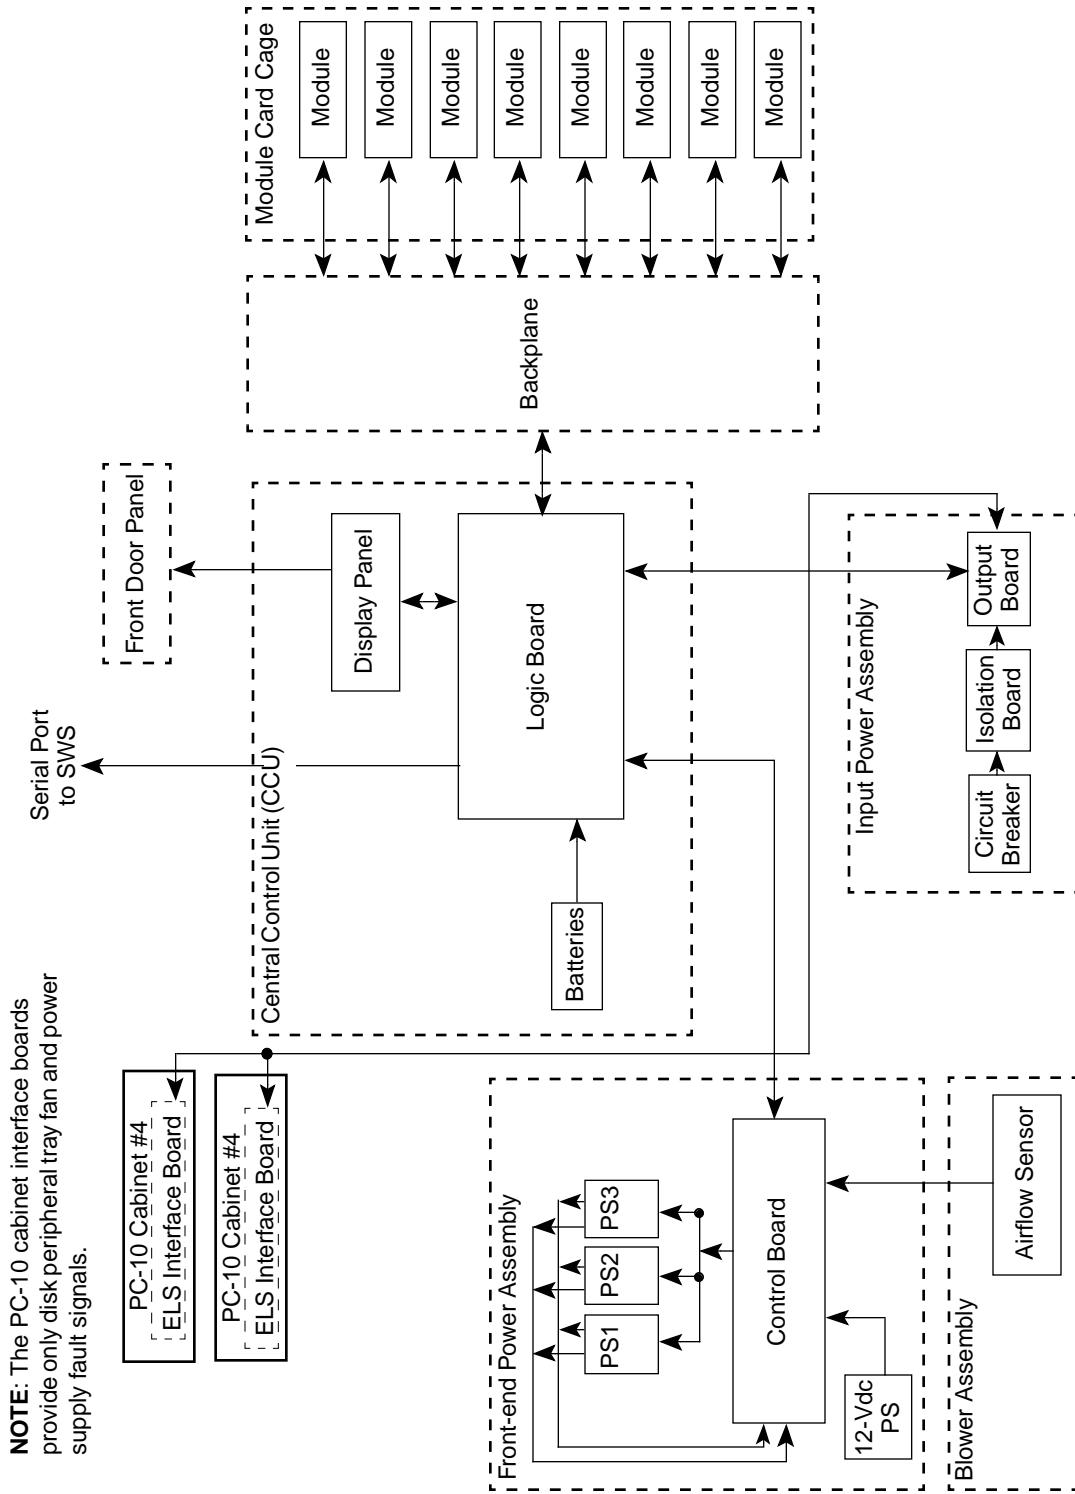 NOTE: The PC-10 cabinet interface boards
provide only disk peripheral tray fan and power
supply fault signals.
Serial Port
to SWS
Front Door Panel
PC-10 Cabinet #4
ELS Interface Board
PC-10 Cabinet #4
ELS Interface Board
Central Control Unit (CCU)
Display Panel
Logic Board
Batteries
Backplane
Module Card Cage
Module
Module
Module
Module
Module
Module
Module
Module
Front-end Power Assembly
PS1
PS2
PS3
Control Board
12-Vdc
PS
Input Power Assembly
Circuit
Breaker
Isolation
Board
Output
Board
Blower Assembly
Airflow Sensor